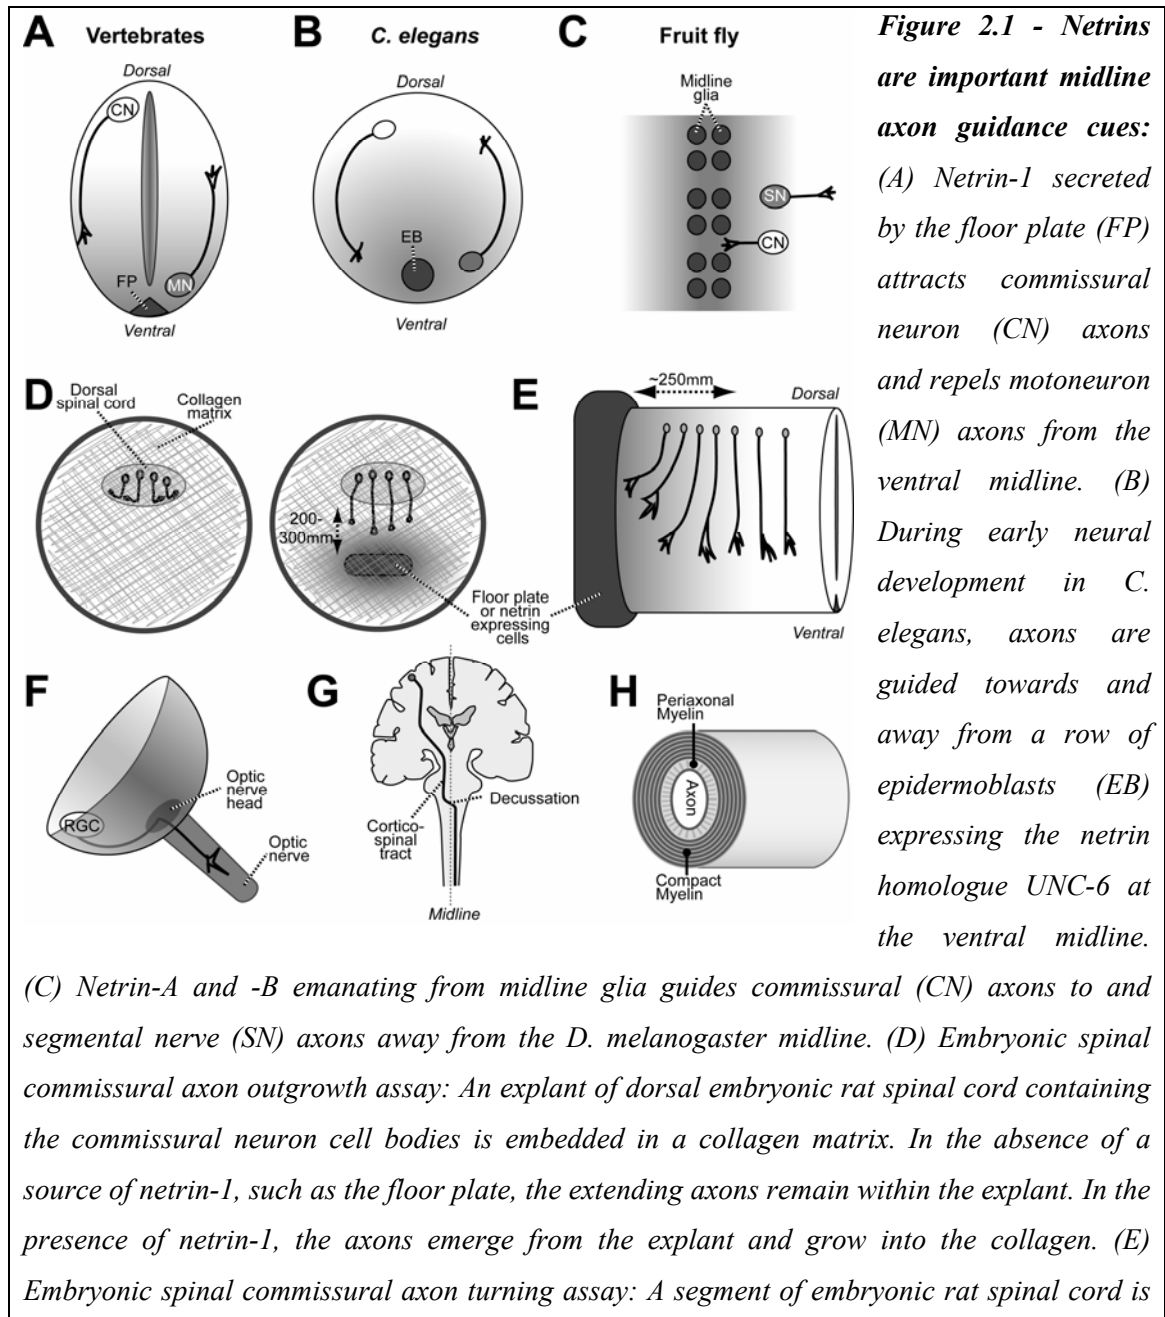 A Vertebrates
B C. elegans
C Fruit fly
Dorsal
CN
FP
MN
Ventral
Dorsal
EB
Ventral
Midline
glia
SN
CN
D
Dorsal
spinal cord
Collagen
matrix
200-
300mm
Floor plate
or netrin
expressing
cells
E
~250mm
Dorsal
Ventral
F
RGC
Optic
nerve head
Optic
nerve
G
Decussation
Cortico-
spinal
tract
Midline
H
Periaxonal
Myelin
Axon
Compact
Myelin
Figure 2.1 - Netrins
are important midline
axon guidance cues:
(A) Netrin-1 secreted
by the floor plate (FP)
attracts commissural
neuron (CN) axons
and repels motoneuron
(MN) axons from the
ventral midline. (B)
During early neural
development in C.
elegans, axons are
guided towards and
away from a row of
epidermoblasts (EB)
expressing the netrin
homologue UNC-6 at
the ventral midline.
(C) Netrin-A and -B emanating from midline glia guides commissural (CN) axons to and
segmental nerve (SN) axons away from the D. melanogaster midline. (D) Embryonic spinal
commissural axon outgrowth assay: An explant of dorsal embryonic rat spinal cord containing
the commissural neuron cell bodies is embedded in a collagen matrix. In the absence of a
source of netrin-1, such as the floor plate, the extending axons remain within the explant. In the
presence of netrin-1, the axons emerge from the explant and grow into the collagen. (E)
Embryonic spinal commissural axon turning assay: A segment of embryonic rat spinal cord is